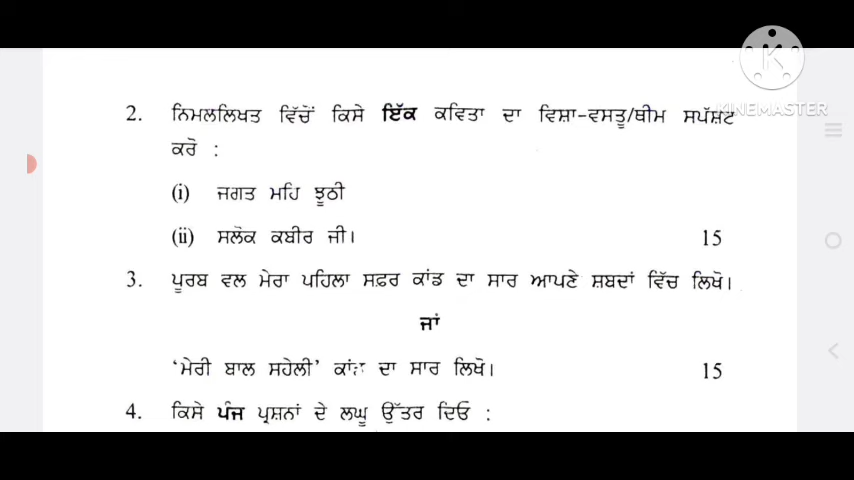 KINEMASTER
2. ਨਿਮਲਲਿਖਤ ਵਿੱਚੋਂ ਕਿਸੇ ਇੱਕ ਕਵਿਤਾ ਦਾ ਵਿਸ਼ਾ-ਵਸਤੂ/ਥੀਮ ਸਪੱਸ਼ਟ
ਕਰੋ :
(i) ਜਗਤ ਮਹਿ ਝੂਠੀ
(ii) ਸਲੋਕ ਕਬੀਰ ਜੀ। 15
3. ਪੂਰਬ ਵਲ ਮੇਰਾ ਪਹਿਲਾ ਸਫ਼ਰ ਕਾਂਡ ਦਾ ਸਾਰ ਆਪਣੇ ਸ਼ਬਦਾਂ ਵਿੱਚ ਲਿਖੋ।
ਜਾਂ
‘ਮੇਰੀ ਬਾਲ ਸਹੇਲੀ’ ਦਾ ਸਾਰ ਲਿਖੋ। 15
4. ਕਿਸੇ ਪੰਜ ਪ੍ਰਸ਼ਨਾਂ ਦੇ ਲਘੂ ਉੱਤਰ ਦਿਓ :